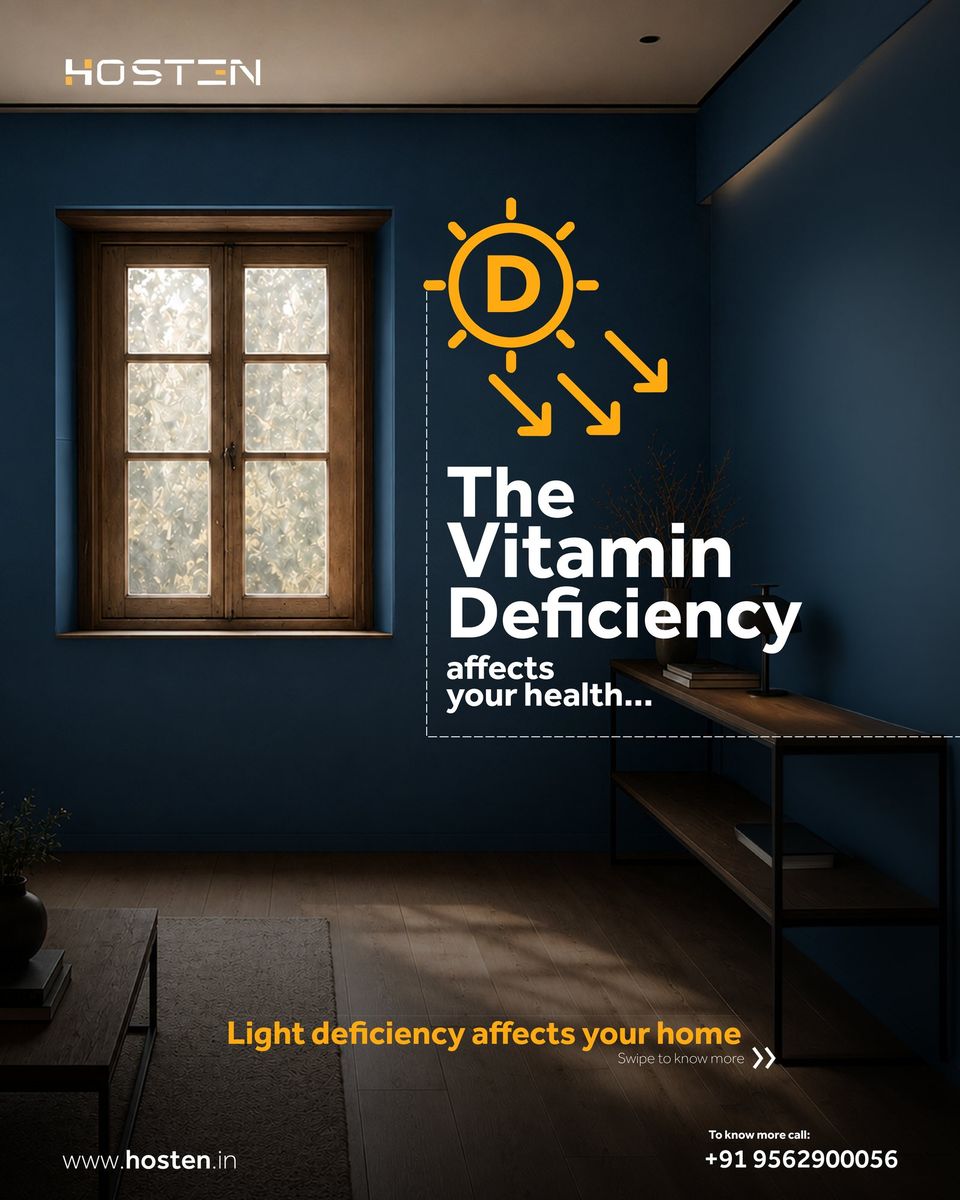 HOSTEN
D
The
Vitamin
Deficiency
affects
your health...
Light deficiency affects your home
Swipe to know more
To know more call:
www.hosten.in
+91 9562900056